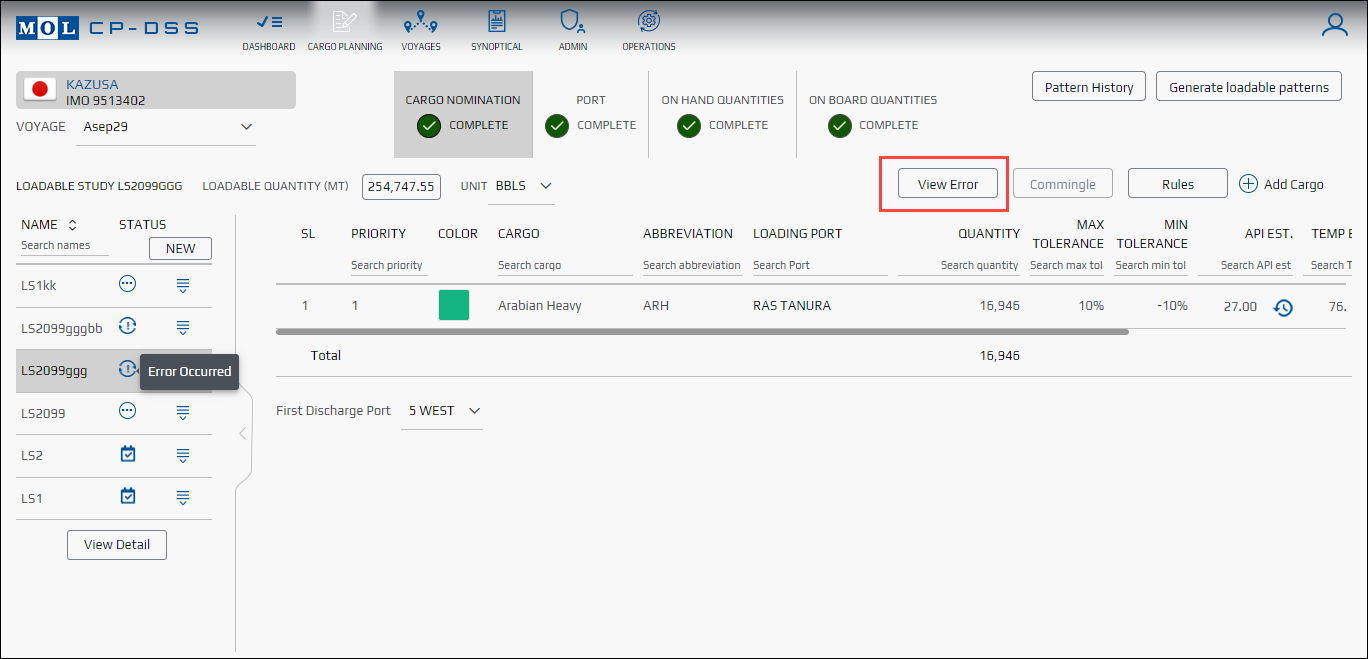 MOL CP-DSS
DASHBOARD CARGO PLANNING VOYAGES SYNOPTICAL ADMIN OPERATIONS
KAZUSA
IMO 9513402
VOYAGE Asep29
CARGO NOMINATION
COMPLETE
PORT
COMPLETE
ON HAND QUANTITIES
COMPLETE
ON BOARD QUANTITIES
COMPLETE
Pattern History
Generate loadable patterns
LOADABLE STUDY LS2099GGG LOADABLE QUANTITY (MT) 254,747.55 UNIT BBLS
View Error Commingle Rules Add Cargo
NAME STATUS
Search names NEW
LS1kk
LS2099gggbb
LS2099ggg Error Occurred
LS2099
LS2
LS1
View Detail
SL PRIORITY COLOR CARGO ABBREVIATION LOADING PORT QUANTITY MAX TOLERANCE MIN TOLERANCE API EST. TEMP E
Search priority Search cargo Search abbreviation Search Port Search quantity Search max tol Search min tol Search API est Search T
1 1 Arabian Heavy ARH RAS TANURA 16,946 10% -10% 27.00 76.
Total 16,946
First Discharge Port 5 WEST